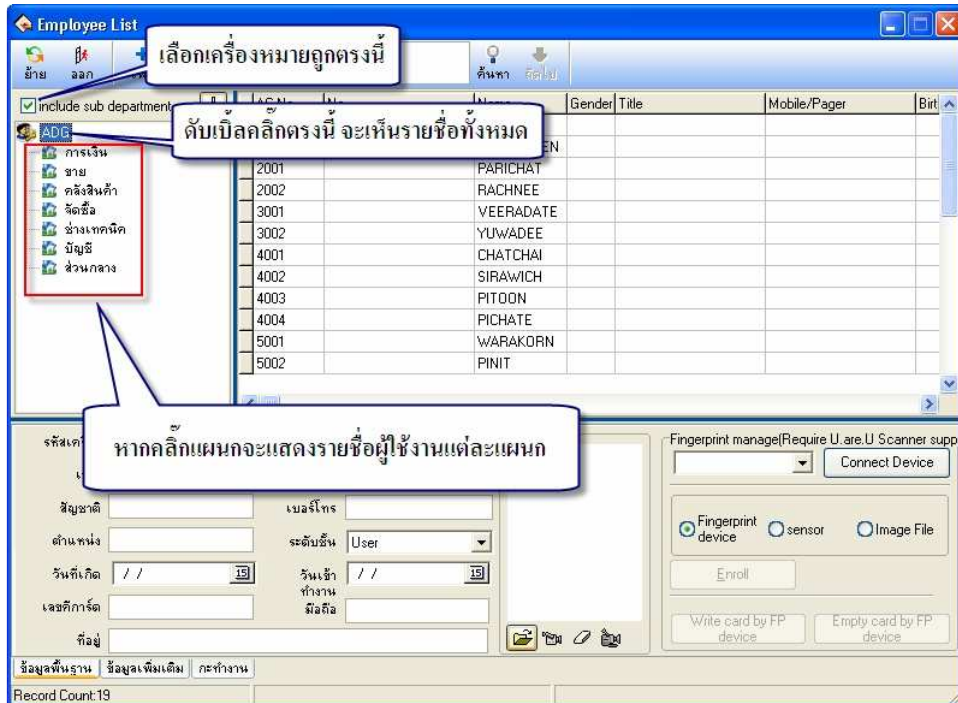 Employee List
เลือกเครื่องหมายถูกตรงนี้
ย้าย ออก ค้นหา ถัดไป
include sub department
Name Gender Title Mobile/Pager Birt
ADG
ดับเบิ้ลคลิ๊กตรงนี้ จะเห็นรายชื่อทั้งหมด
การเงิน
ขาย
คลังสินค้า
จัดซื้อ
ช่างเทคนิค
บัญชี
ส่วนกลาง
EN
2001 PARICHAT
2002 RACHNEE
3001 VEERADATE
3002 YUWADEE
4001 CHATCHAI
4002 SIRAWICH
4003 PITOON
4004 PICHATE
5001 WARAKORN
5002 PINIT
หากคลิ๊กแผนกจะแสดงรายชื่อผู้ใช้งานแต่ละแผนก
สัญชาติ เบอร์โทร
ตำแหน่ง ระดับชั้น User
วันที่เกิด / / 15 วันเข้าทำงาน / / 15
เลขที่การ์ด มือถือ
ที่อยู่
Fingerprint manage(Require U.are.U Scanner supp
Connect Device
Fingerprint device sensor Image File
Enroll
Write card by FP device Empty card by FP device
ข้อมูลพื้นฐาน ข้อมูลเพิ่มเติม กะทำงาน
Record Count:19